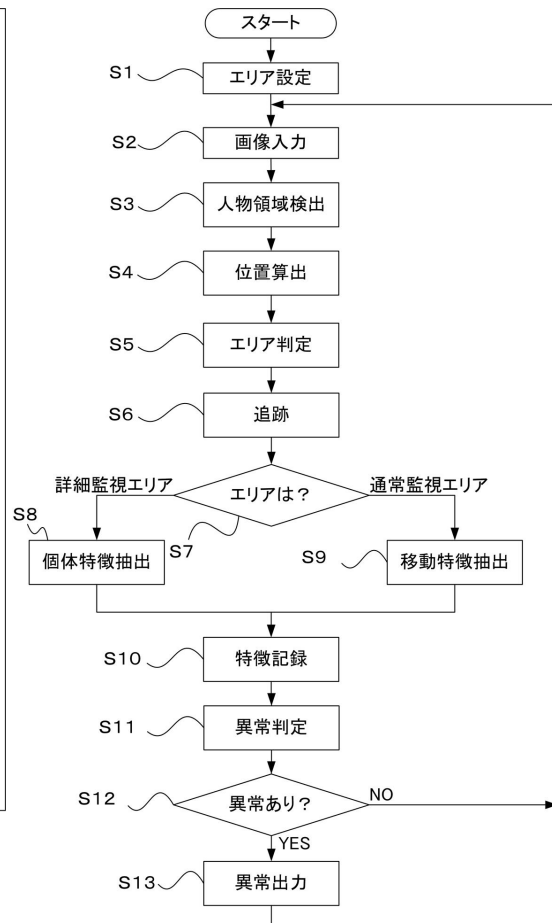 スタート
S1
エリア設定
S2
画像入力
S3
人物領域検出
S4
位置算出
S5
エリア判定
S6
追跡
詳細監視エリア
エリアは？
通常監視エリア
S8
S7
個体特徴抽出
S9
移動特徴抽出
S10
特徴記録
S11
異常判定
S12
異常あり？
NO
YES
S13
異常出力